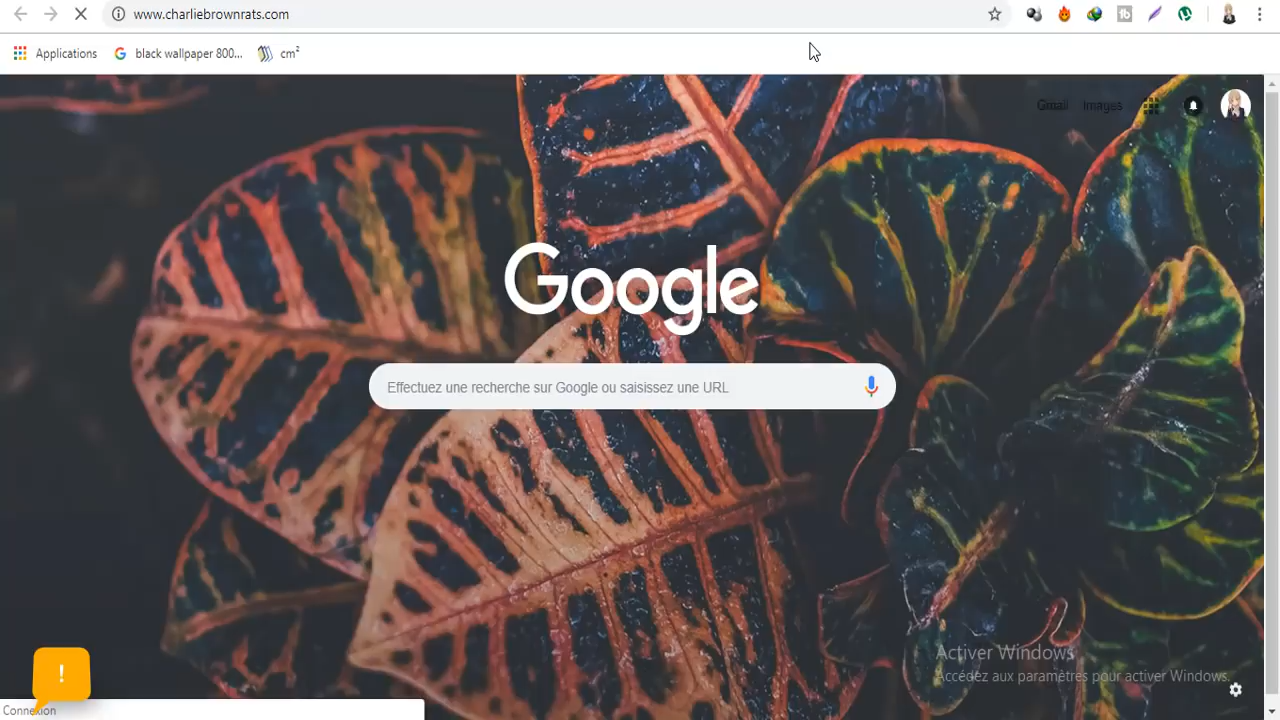 www.charliebrownrats.com
Applications
black wallpaper 800...
cm²
Gmail
Images
Google
Effectuez une recherche sur Google ou saisissez une URL
Activer Windows
Accédez aux paramètres pour activer Windows.
!
Connexion